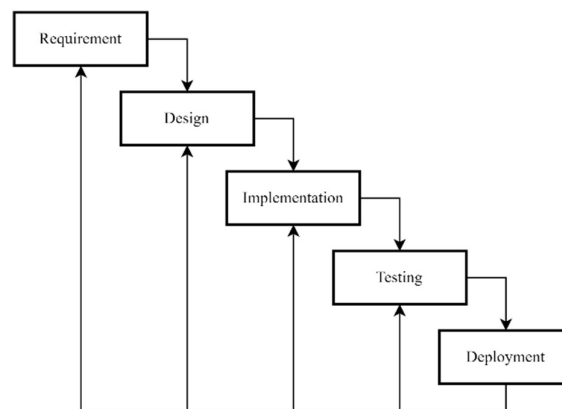 Requirement
Design
Implementation
Testing
Deployment